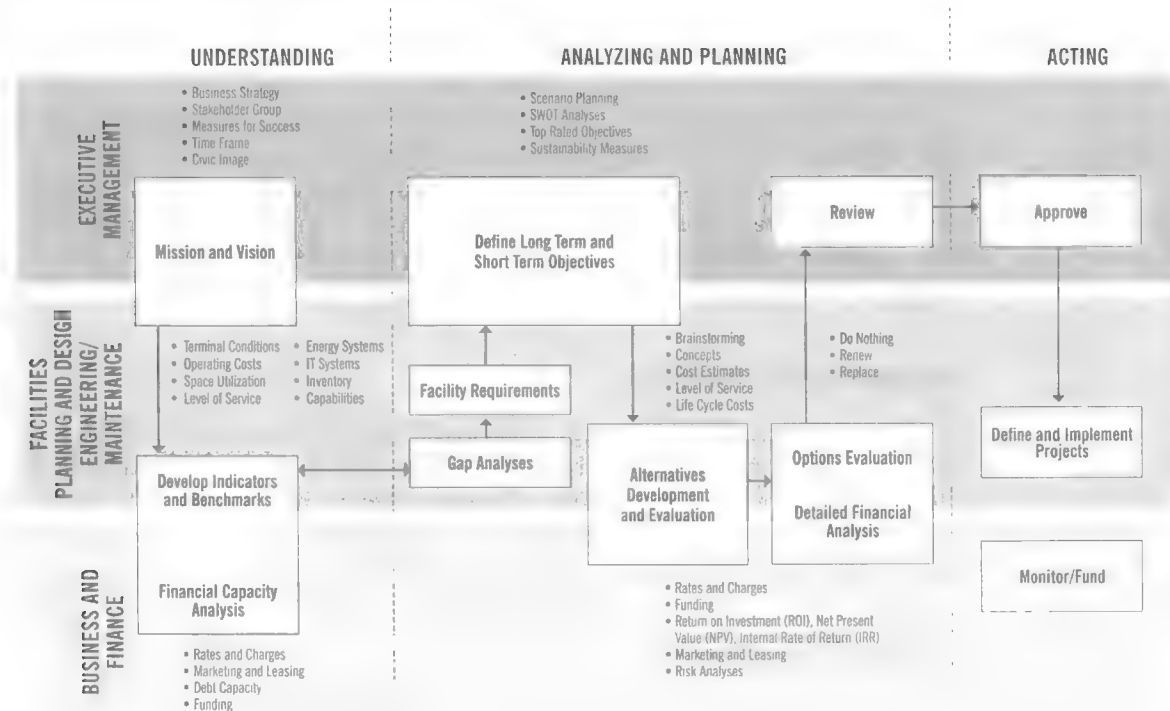 UNDERSTANDING
ANALYZING AND PLANNING
ACTING
EXECUTIVE
MANAGEMENT
• Business Strategy
• Stakeholder Group
• Measures for Success
• Time Frame
• Civic Image
• Scenario Planning
• SWOT Analyses
• Top Rated Objectives
• Sustainability Measures
Mission and Vision
Define Long Term and
Short Term Objectives
Review
Approve
FACILITIES
PLANNING AND DESIGN
ENGINEERING/
MAINTENANCE
• Terminal Conditions
• Operating Costs
• Space Utilization
• Level of Service
• Energy Systems
• IT Systems
• Inventory
• Capabilities
Facility Requirements
Gap Analyses
• Brainstorming
• Concepts
• Cost Estimates
• Level of Service
• Life Cycle Costs
• Do Nothing
• Renew
• Replace
Develop Indicators
and Benchmarks
Financial Capacity
Analysis
Alternatives
Development
and Evaluation
Options Evaluation
Detailed Financial
Analysis
Define and Implement
Projects
Monitor/Fund
BUSINESS AND
FINANCE
• Rates and Charges
• Marketing and Leasing
• Debt Capacity
• Funding
• Rates and Charges
• Funding
• Return on Investment (ROI), Net Present
Value (NPV), Internal Rate of Return (IRR)
• Marketing and Leasing
• Risk Analyses